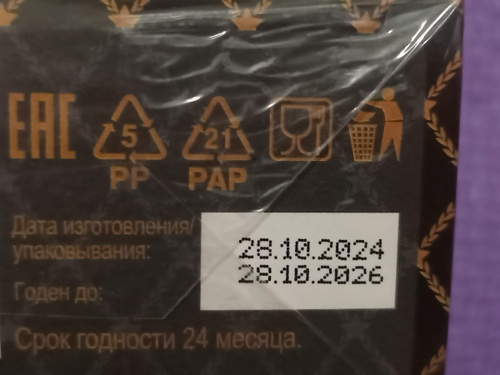 EAC 5 21
PP PAP
Дата изготовления/
упаковывания: 28.10.2024
Годен до: 28.10.2026
Срок годности 24 месяца.